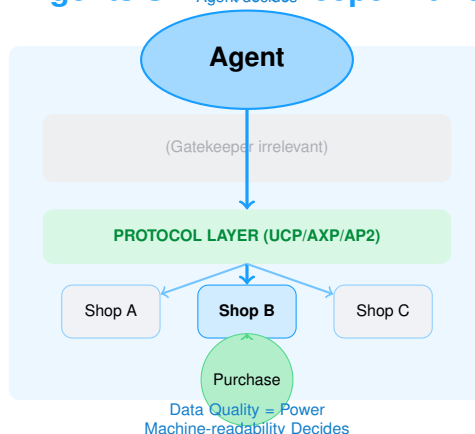 Agent decides
Agent
(Gatekeeper irrelevant)
PROTOCOL LAYER (UCP/AXP/AP2)
Shop A
Shop B
Shop C
Purchase
Data Quality = Power
Machine-readability Decides